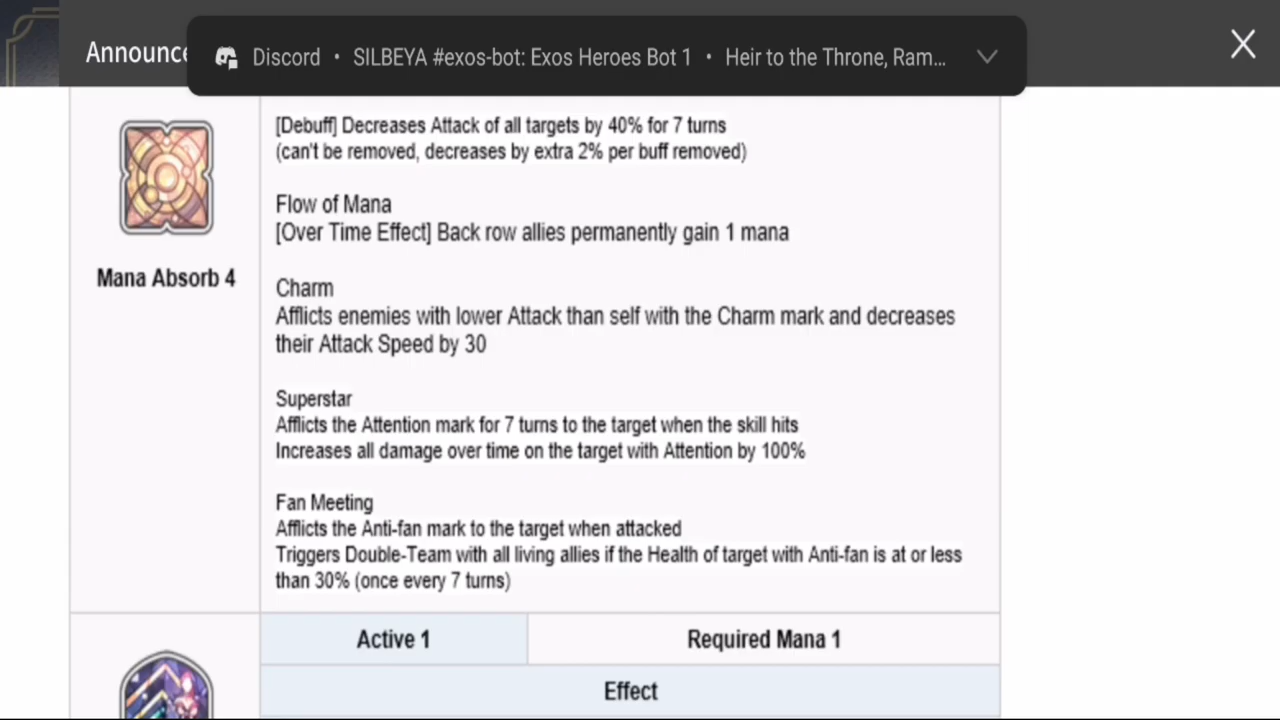 Announce
Discord • SILBEYA #exos-bot: Exos Heroes Bot 1 • Heir to the Throne, Ram...
[Debuff] Decreases Attack of all targets by 40% for 7 turns
(can't be removed, decreases by extra 2% per buff removed)
Flow of Mana
[Over Time Effect] Back row allies permanently gain 1 mana
Mana Absorb 4
Charm
Afflicts enemies with lower Attack than self with the Charm mark and decreases
their Attack Speed by 30
Superstar
Afflicts the Attention mark for 7 turns to the target when the skill hits
Increases all damage over time on the target with Attention by 100%
Fan Meeting
Afflicts the Anti-fan mark to the target when attacked
Triggers Double-Team with all living allies if the Health of target with Anti-fan is at or less
than 30% (once every 7 turns)
Active 1
Required Mana 1
Effect